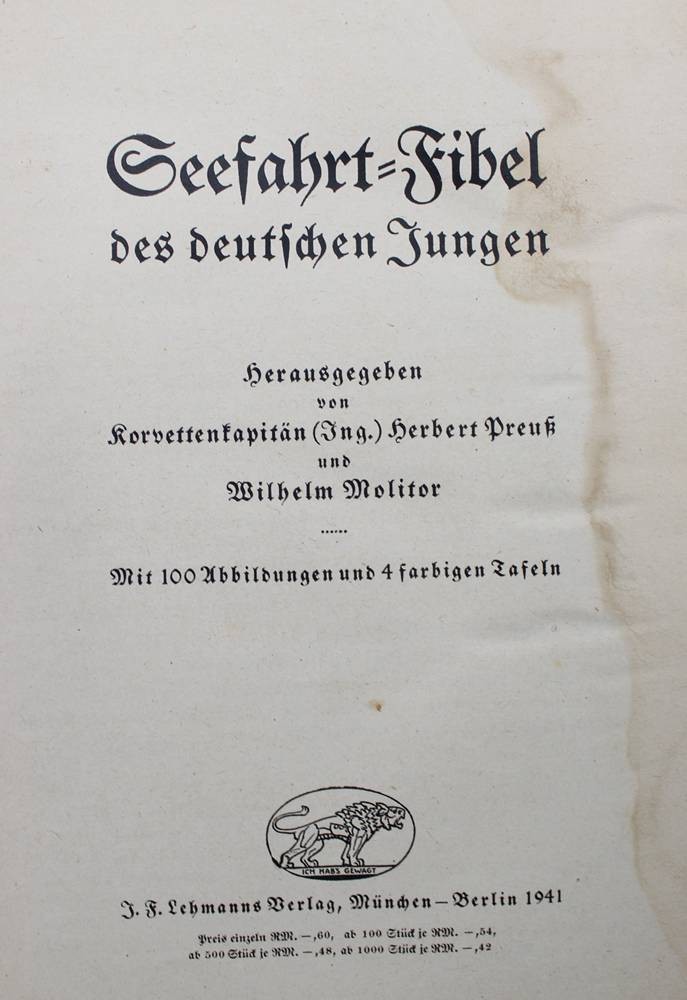 Seefahrt-Fibel
des deutschen Jungen
Herausgegeben
von
Korvettenkapitän (Ing.) Herbert Preuß
und
Wilhelm Molitor
......
Mit 100 Abbildungen und 4 farbigen Tafeln
ICH HABS GEWAGT
J. F. Lehmanns Verlag, München — Berlin 1941
Preis einzeln RM. —,60, ab 100 Stück je RM. —,54,
ab 500 Stück je RM. —,48, ab 1000 Stück je RM. —,42